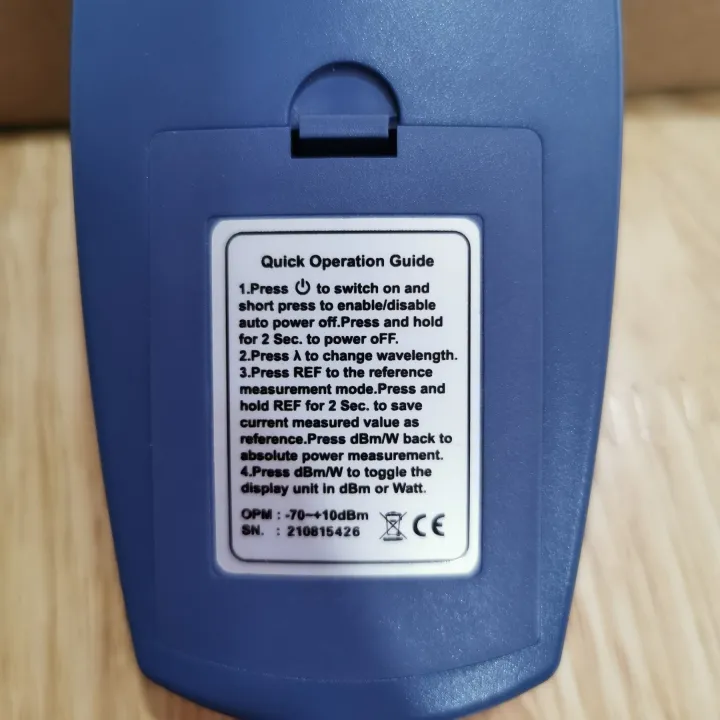 Quick Operation Guide
1.Press ⏻ to switch on and
short press to enable/disable
auto power off.Press and hold
for 2 Sec. to power oFF.
2.Press λ to change wavelength.
3.Press REF to the reference
measurement mode.Press and
hold REF for 2 Sec. to save
current measured value as
reference.Press dBm/W back to
absolute power measurement.
4.Press dBm/W to toggle the
display unit in dBm or Watt.
OPM : -70~+10dBm
SN. : 210815426 CE